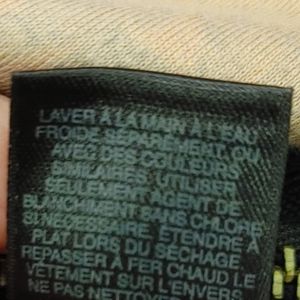 LAVER À LA MAIN À L'EAU
FROIDE SÉPARÉMENT, OU
AVEC DES COULEURS
SIMILAIRES. UTILISER
SEULEMENT AGENT DE
BLANCHIMENT SANS CHLORE
SI NÉCESSAIRE. ÉTENDRE À
PLAT LORS DU SÉCHAGE.
REPASSER À FER CHAUD LE
VÊTEMENT SUR L'ENVERS.
NE PAS NETTOYER